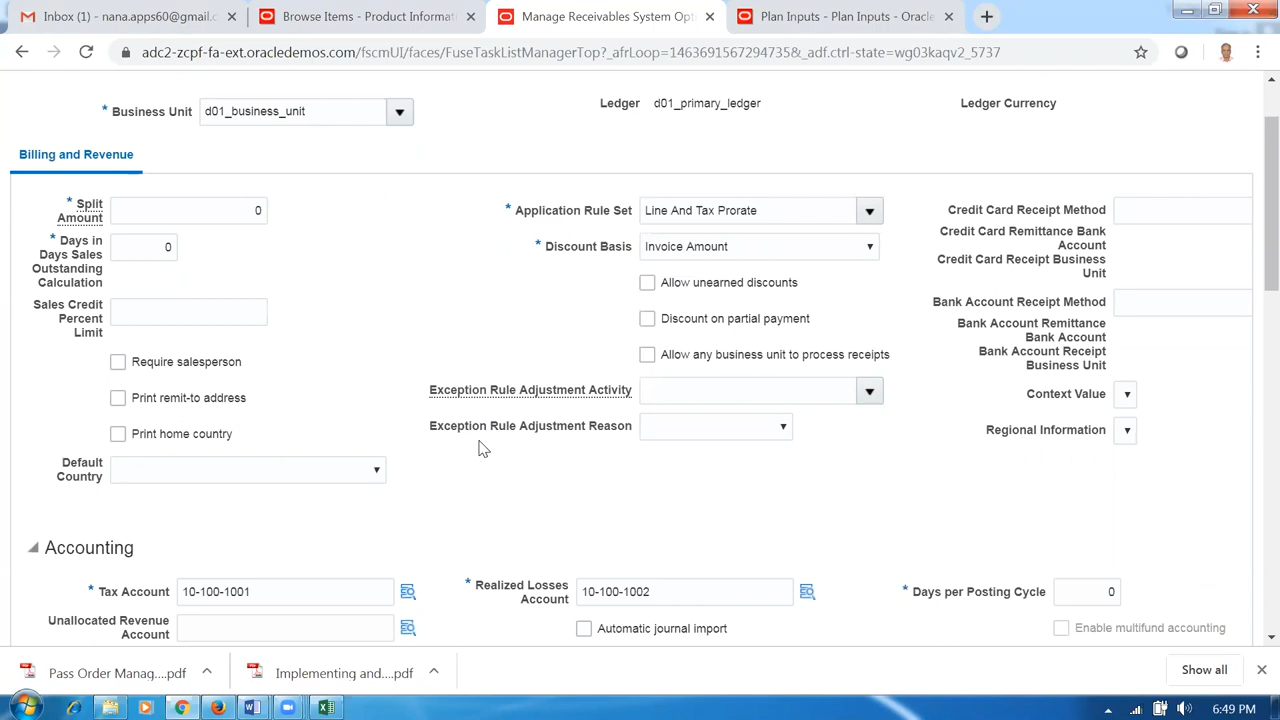 Inbox (1) - nana.apps60@gmail.
Browse Items - Product Informat
Manage Receivables System Opt
Plan Inputs - Plan Inputs - Orac
adc2-zcpf-fa-ext.oracledemos.com/fscmUI/faces/FuseTaskListManagerTop?_afrLoop=14636915672947​35&_adf.ctrl-state=wg03kaqv2_5737
* Business Unit d01_business_unit
Ledger d01_primary_ledger
Ledger Currency
Billing and Revenue
* Split Amount 0
* Days in Days Sales Outstanding Calculation 0
Sales Credit Percent Limit
Require salesperson
Print remit-to address
Print home country
Default Country
* Application Rule Set Line And Tax Prorate
* Discount Basis Invoice Amount
Allow unearned discounts
Discount on partial payment
Allow any business unit to process receipts
Exception Rule Adjustment Activity
Exception Rule Adjustment Reason
Credit Card Receipt Method
Credit Card Remittance Bank Account
Credit Card Receipt Business Unit
Bank Account Receipt Method
Bank Account Remittance Bank Account
Bank Account Receipt Business Unit
Context Value
Regional Information
Accounting
* Tax Account 10-100-1001
Unallocated Revenue Account
* Realized Losses Account 10-100-1002
Automatic journal import
* Days per Posting Cycle 0
Enable multifund accounting
Pass Order Manag....pdf
Implementing and....pdf
Show all
6:49 PM